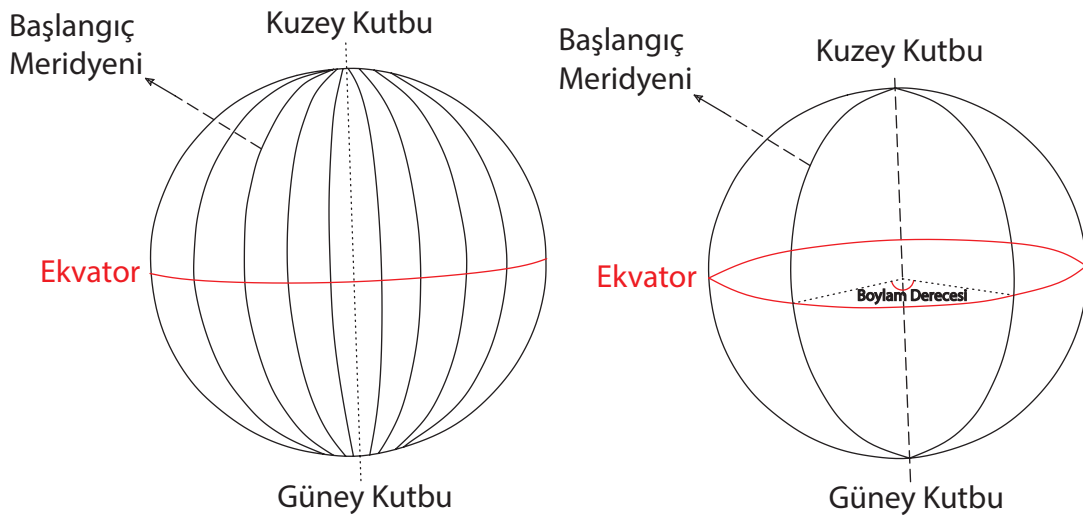 Başlangıç
Meridyeni
Kuzey Kutbu
Ekvator
Güney Kutbu
Başlangıç
Meridyeni
Kuzey Kutbu
Ekvator
Boylam Derecesi
Güney Kutbu